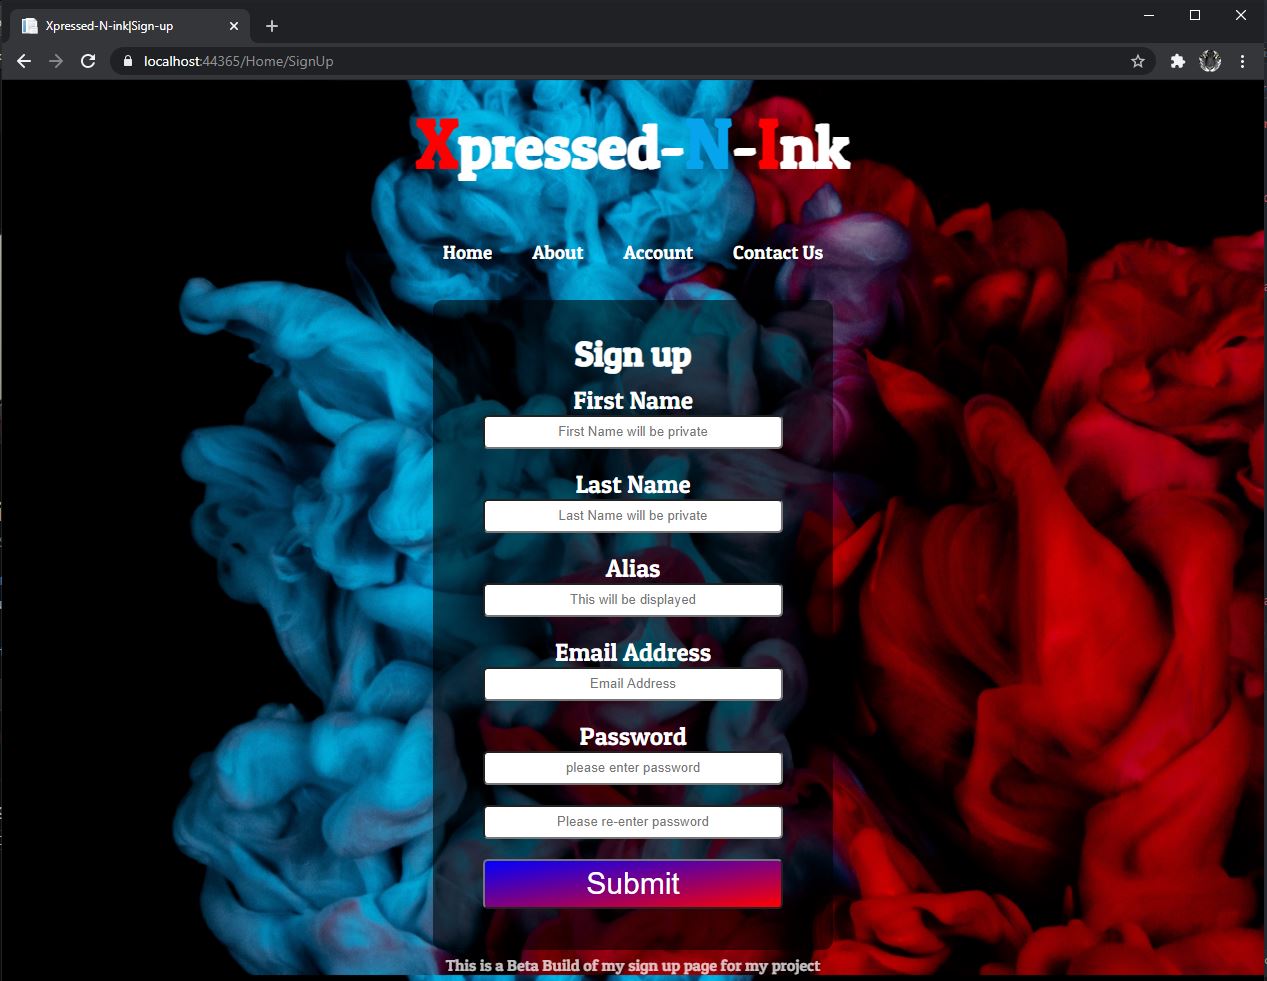 Xpressed-N-ink|Sign-up
localhost:44365/Home/SignUp
Xpressed-N-Ink
Home About Account Contact Us
Sign up
First Name
First Name will be private
Last Name
Last Name will be private
Alias
This will be displayed
Email Address
Email Address
Password
please enter password
Please re-enter password
Submit
This is a Beta Build of my sign up page for my project